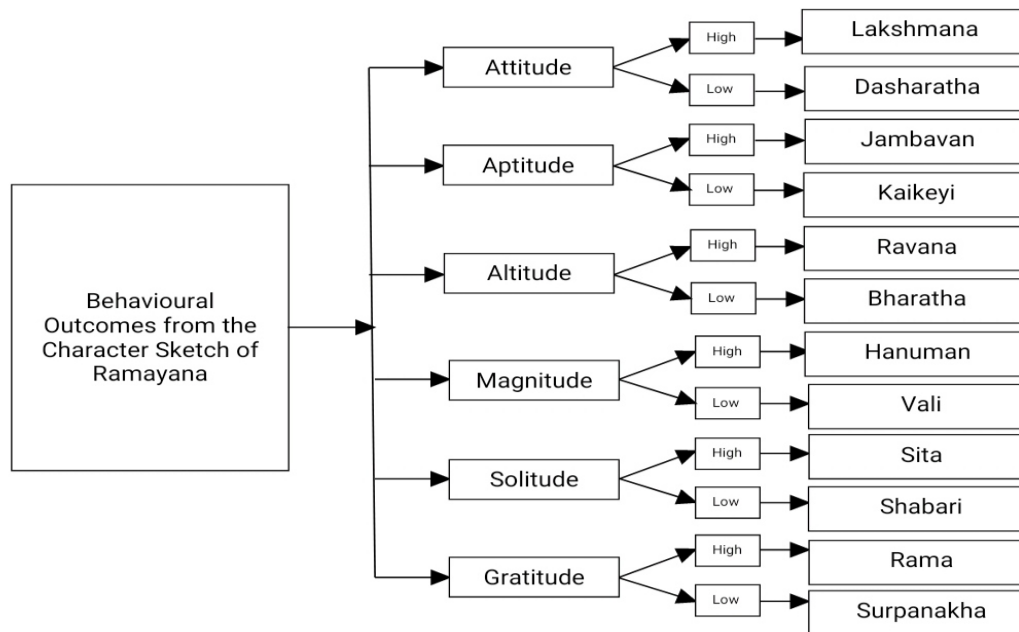 Behavioural
Outcomes from the
Character Sketch of
Ramayana
Attitude
High
Lakshmana
Low
Dasharatha
Aptitude
High
Jambavan
Low
Kaikeyi
Altitude
High
Ravana
Low
Bharatha
Magnitude
High
Hanuman
Low
Vali
Solitude
High
Sita
Low
Shabari
Gratitude
High
Rama
Low
Surpanakha